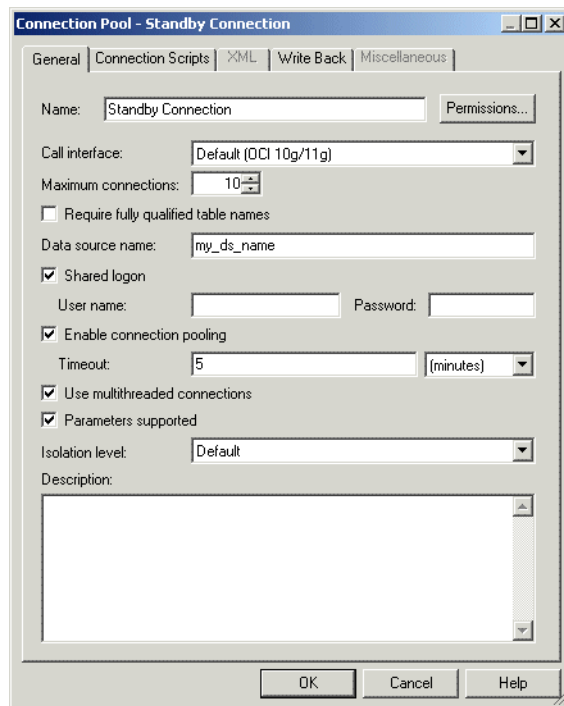 Connection Pool - Standby Connection
General Connection Scripts XML Write Back Miscellaneous
Name: Standby Connection Permissions...
Call interface: Default (OCI 10g/11g)
Maximum connections: 10
Require fully qualified table names
Data source name: my_ds_name
Shared logon
User name: Password:
Enable connection pooling
Timeout: 5 (minutes)
Use multithreaded connections
Parameters supported
Isolation level: Default
Description:
OK Cancel Help